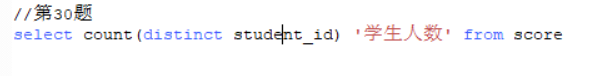 //第30题
select count(distinct student_id) '学生人数' from score